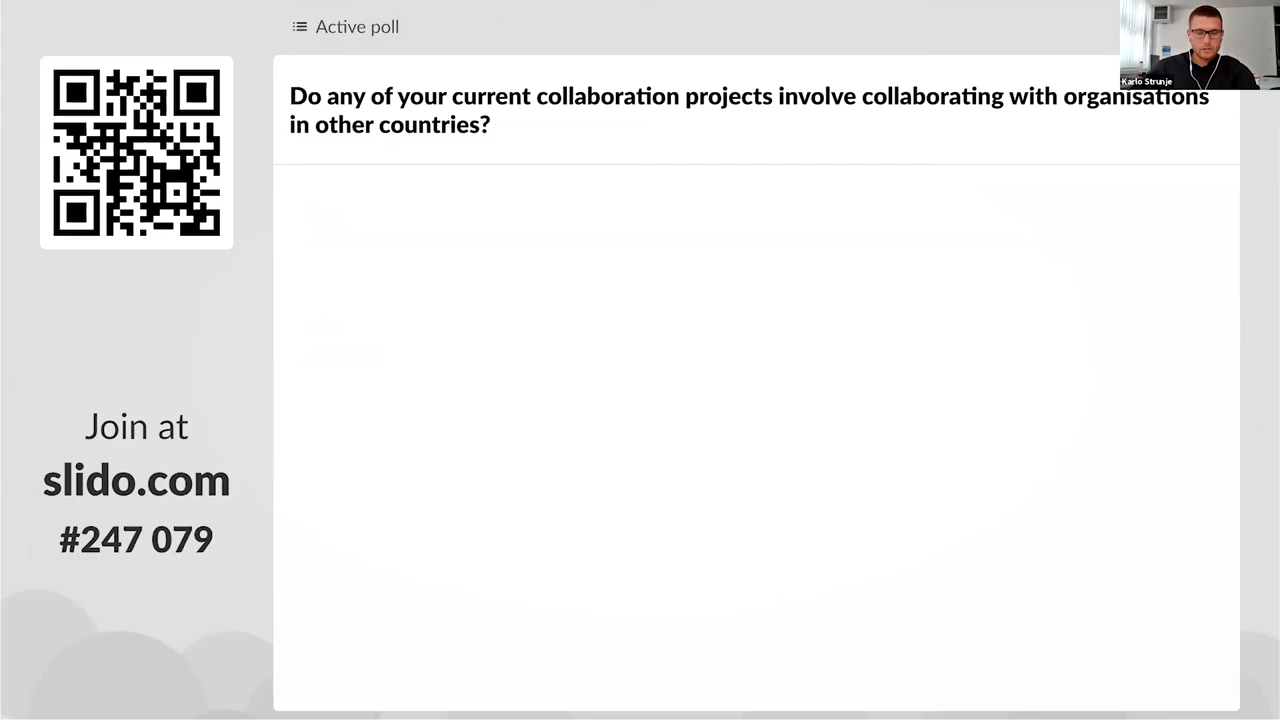 Active poll
Karlo Strunje
Do any of your current collaboration projects involve collaborating with organisations
in other countries?
Join at
slido.com
#247 079